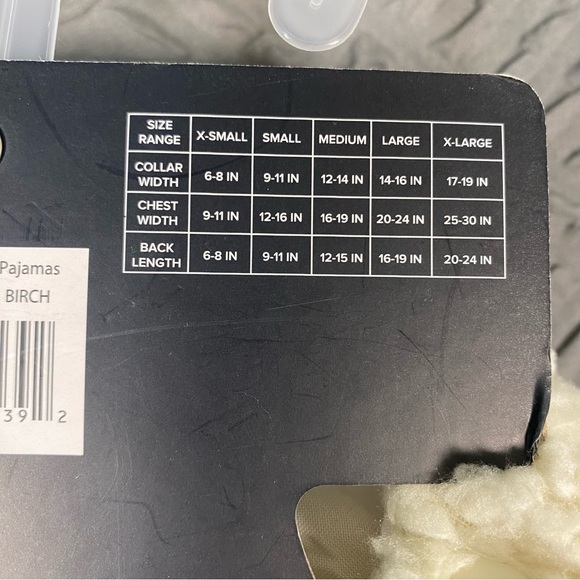 SIZE RANGE X-SMALL SMALL MEDIUM LARGE X-LARGE
COLLAR WIDTH 6-8 IN 9-11 IN 12-14 IN 14-16 IN 17-19 IN
CHEST WIDTH 9-11 IN 12-16 IN 16-19 IN 20-24 IN 25-30 IN
BACK LENGTH 6-8 IN 9-11 IN 12-15 IN 16-19 IN 20-24 IN
Pajamas
BIRCH
39 2